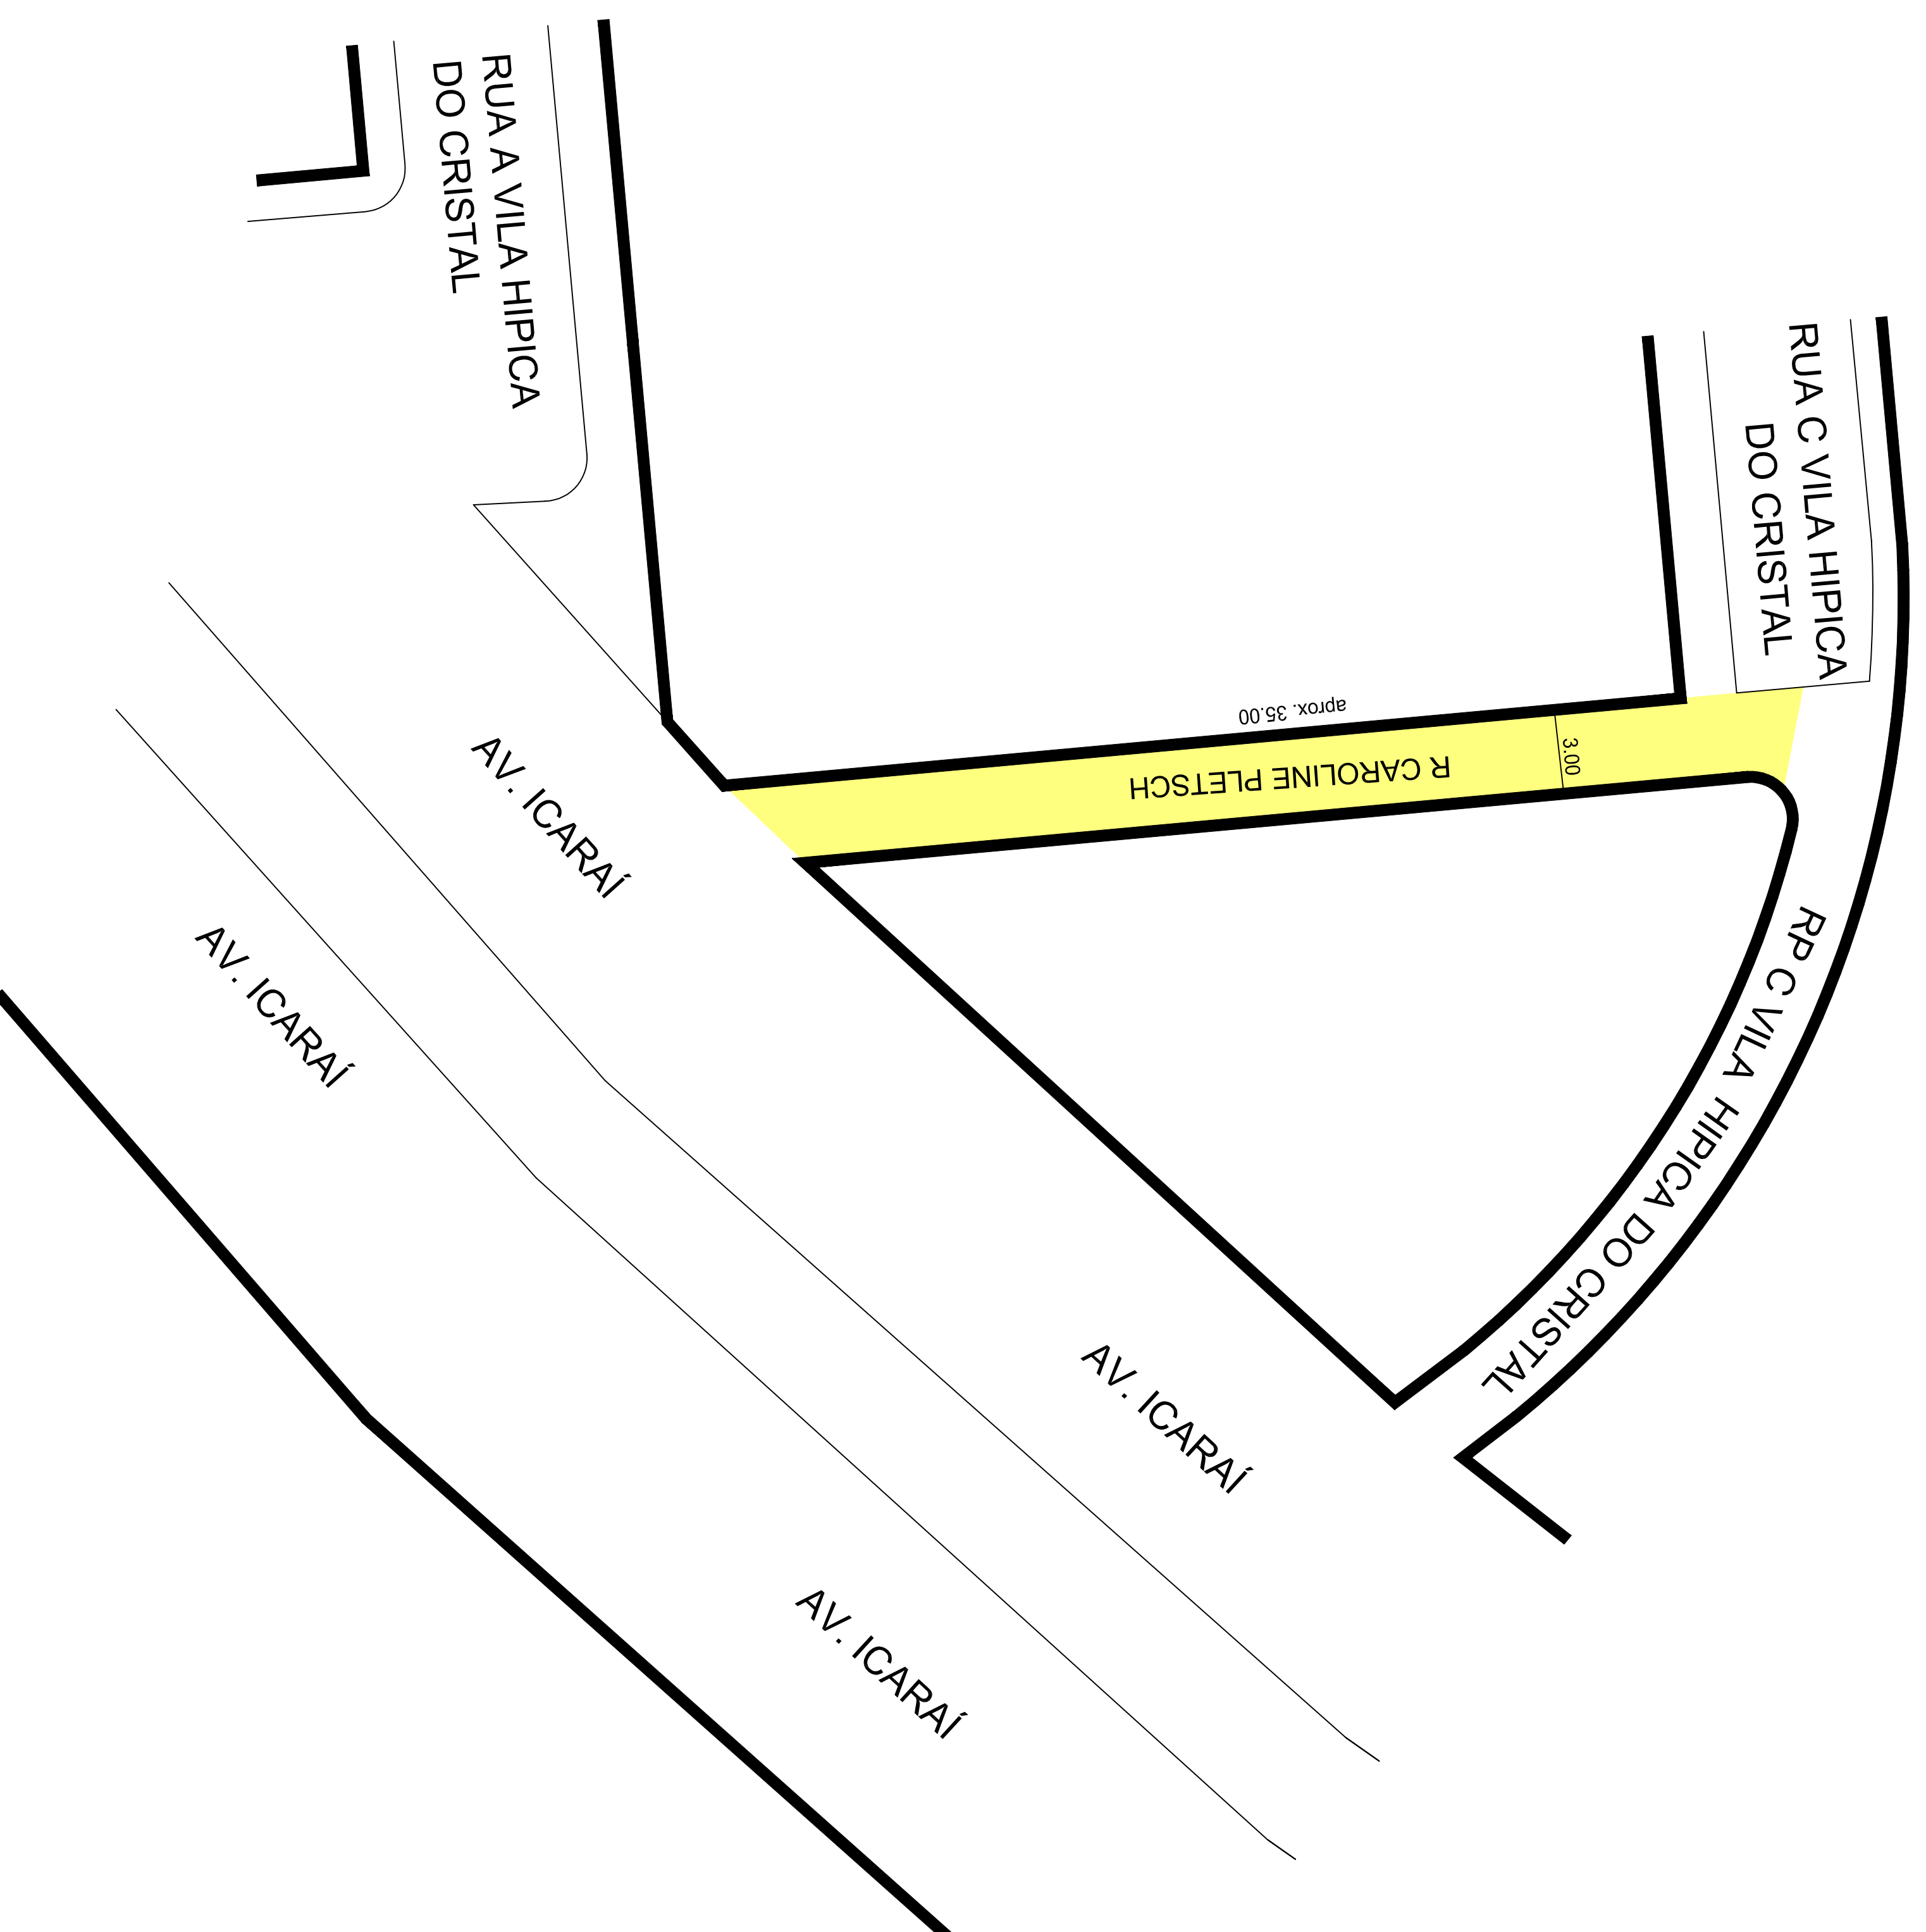 RUA A VILA HIPICA
DO CRISTAL
RUA C VILA HIPICA
DO CRISTAL
aprox. 35.00
3.00
R CAROLINE PLETSCH
AV. ICARAÍ
AV. ICARAÍ
RP C VILA HIPICA DO CRISTAL
AV. ICARAÍ
AV. ICARAÍ